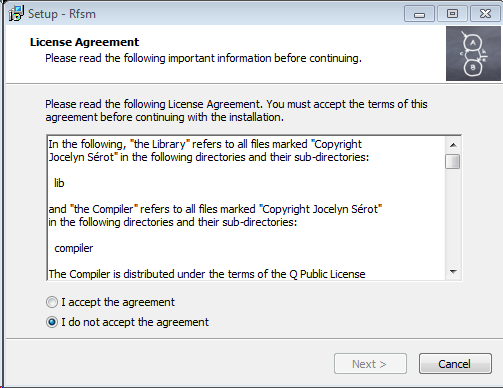 Setup - Rfsm
License Agreement
Please read the following important information before continuing.
A
B
Please read the following License Agreement. You must accept the terms of this
agreement before continuing with the installation.
In the following, "the Library" refers to all files marked "Copyright
Jocelyn Sérot" in the following directories and their sub-directories:
lib
and "the Compiler" refers to all files marked "Copyright Jocelyn Sérot"
in the following directories and their sub-directories:
compiler
The Compiler is distributed under the terms of the Q Public License
I accept the agreement
I do not accept the agreement
Next >
Cancel